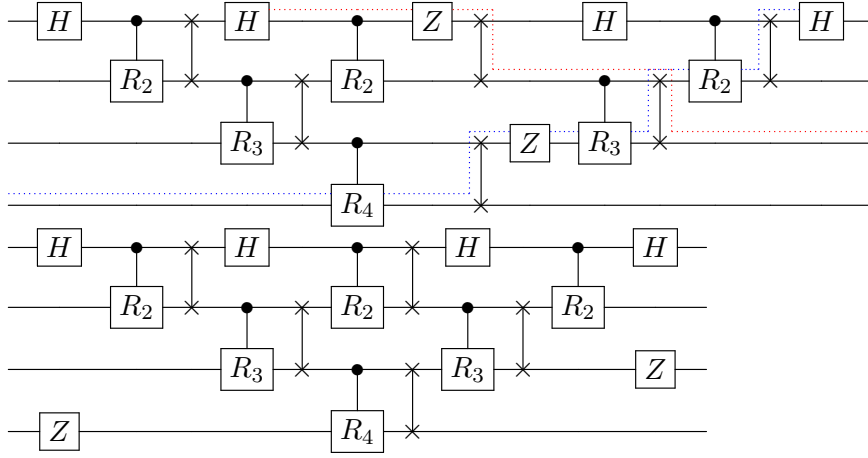 H H Z H H
R₂ R₂ R₂
R₃ Z R₃
R₄
H H H H
R₂ R₂ R₂
R₃ R₃ Z
Z R₄